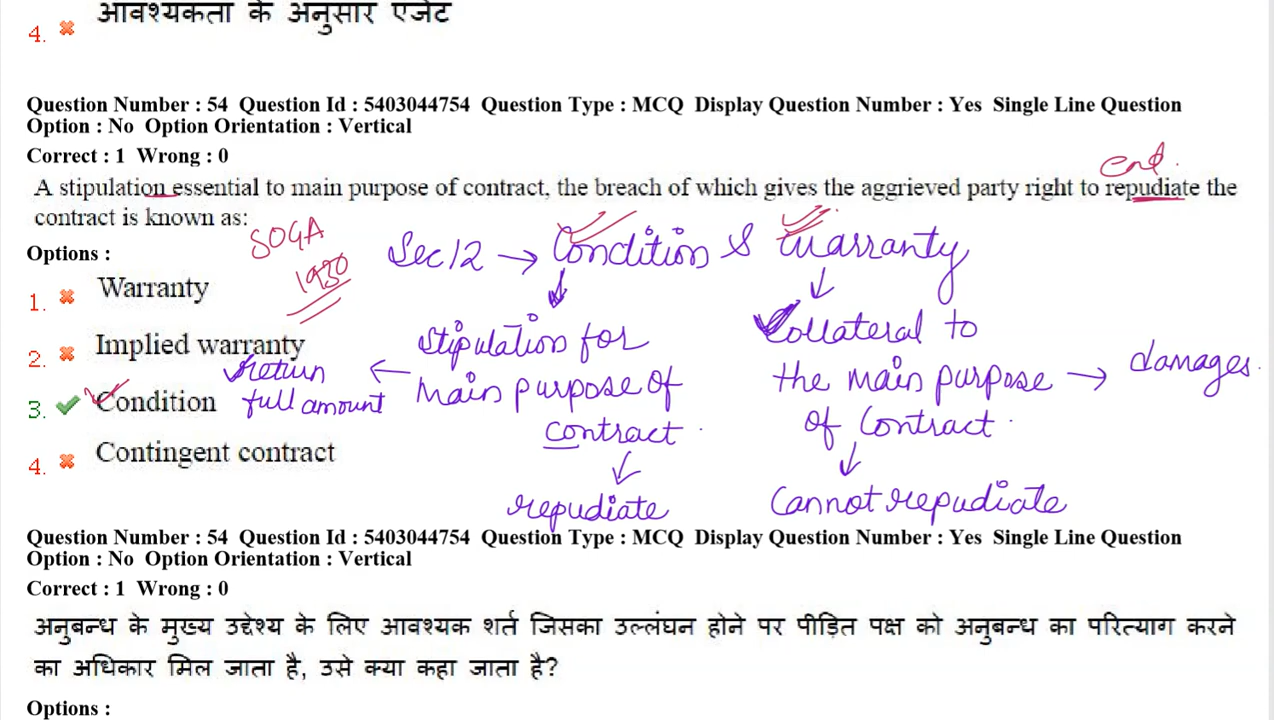 4. आवश्यकता के अनुसार एजेंट
Question Number : 54 Question Id : 5403044754 Question Type : MCQ Display Question Number : Yes Single Line Question
Option : No Option Orientation : Vertical
Correct : 1 Wrong : 0
end.
A stipulation essential to main purpose of contract, the breach of which gives the aggrieved party right to repudiate the
contract is known as:
SOGA
1930
Options :
Sec 12 → Condition & Warranty
1. Warranty
Stipulation for
main purpose of
contract.
repudiate
Collateral to
the main purpose → damages.
of contract.
Cannot repudiate
2. Implied warranty
return
full amount
3. Condition
4. Contingent contract
Question Number : 54 Question Id : 5403044754 Question Type : MCQ Display Question Number : Yes Single Line Question
Option : No Option Orientation : Vertical
Correct : 1 Wrong : 0
अनुबन्ध के मुख्य उद्देश्य के लिए आवश्यक शर्त जिसका उल्लंघन होने पर पीड़ित पक्ष को अनुबन्ध का परित्याग करने
का अधिकार मिल जाता है, उसे क्या कहा जाता है?
Options :